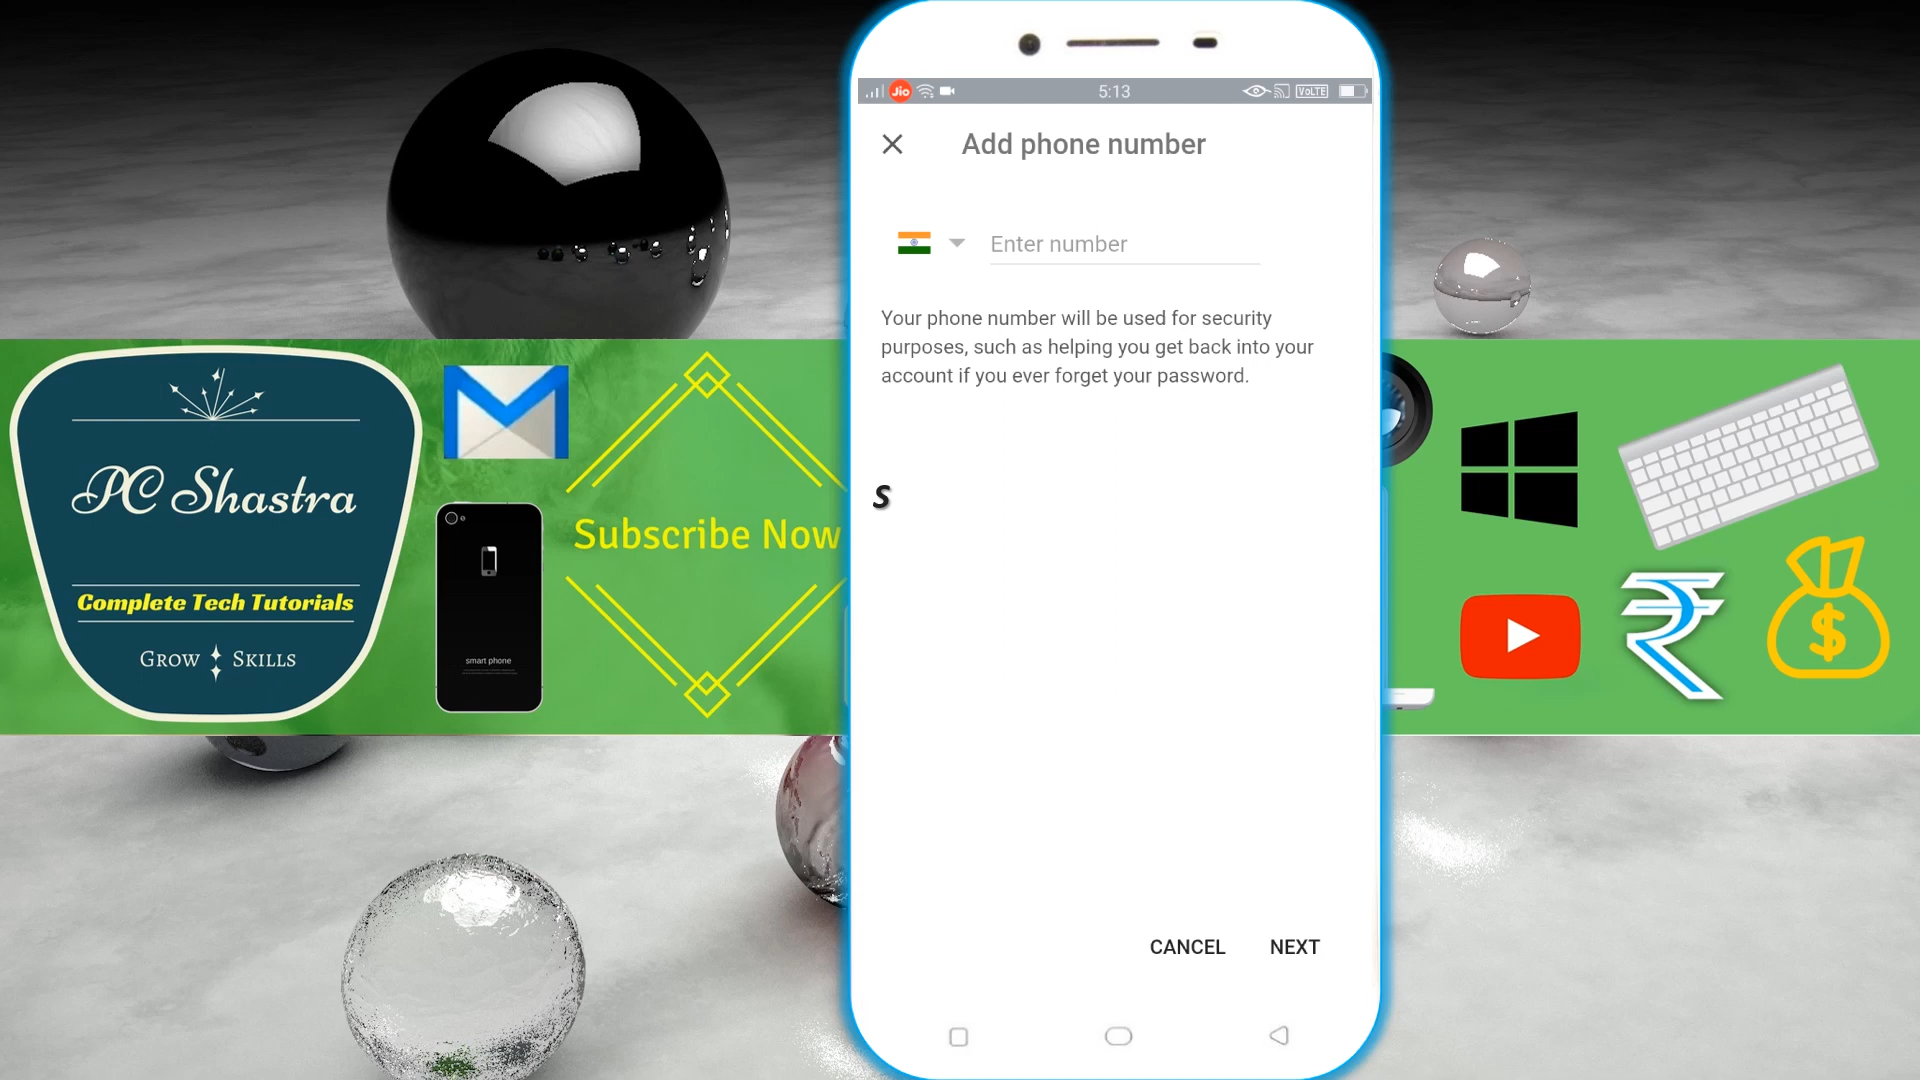 PC Shastra
Complete Tech Tutorials
Grow Skills
smart phone
Subscribe Now
Jio
5:13
VoLTE
Add phone number
Enter number
Your phone number will be used for security
purposes, such as helping you get back into your
account if you ever forget your password.
S
CANCEL NEXT